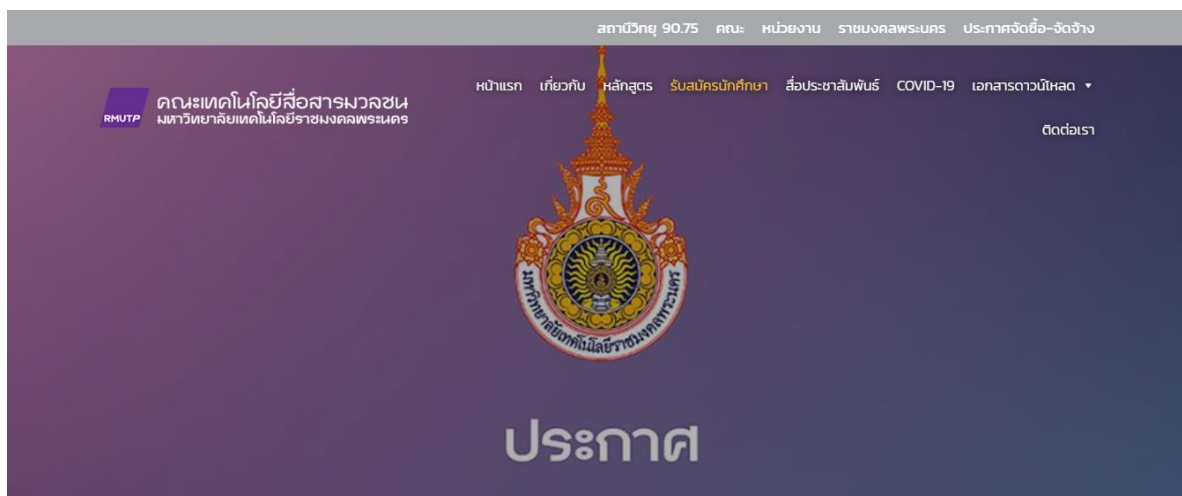 สถานีวิทยุ 90.75 คณะ หน่วยงาน ราชมงคลพระนคร ประกาศจัดซื้อ-จัดจ้าง
หน้าแรก เกี่ยวกับ หลักสูตร รับสมัครนักศึกษา สื่อประชาสัมพันธ์ COVID-19 เอกสารดาวน์โหลด
ติดต่อเรา
RMUTP
คณะเทคโนโลยีสื่อสารมวลชน
มหาวิทยาลัยเทคโนโลยีราชมงคลพระนคร
มหาวิทยาลัยเทคโนโลยีราชมงคลพระนคร
ประกาศ